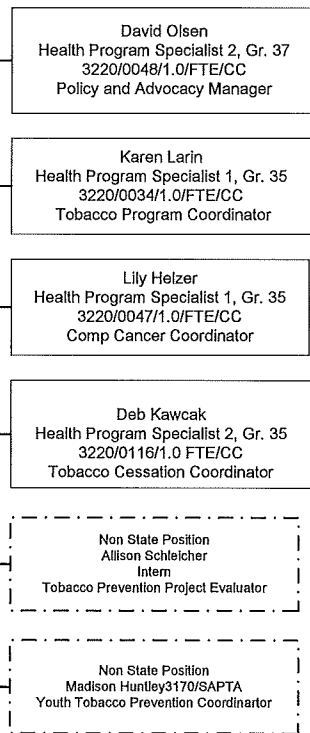 David Olsen
Health Program Specialist 2, Gr. 37
3220/0048/1.0/FTE/CC
Policy and Advocacy Manager
Karen Larin
Health Program Specialist 1, Gr. 35
3220/0034/1.0/FTE/CC
Tobacco Program Coordinator
Lily Helzer
Health Program Specialist 1, Gr. 35
3220/0047/1.0/FTE/CC
Comp Cancer Coordinator
Deb Kawcak
Health Program Specialist 2, Gr. 35
3220/0116/1.0 FTE/CC
Tobacco Cessation Coordinator
Non State Position
Allison Schleicher
Intern
Tobacco Prevention Project Evaluator
Non State Position
Madison Huntley3170/SAPTA
Youth Tobacco Prevention Coordinartor